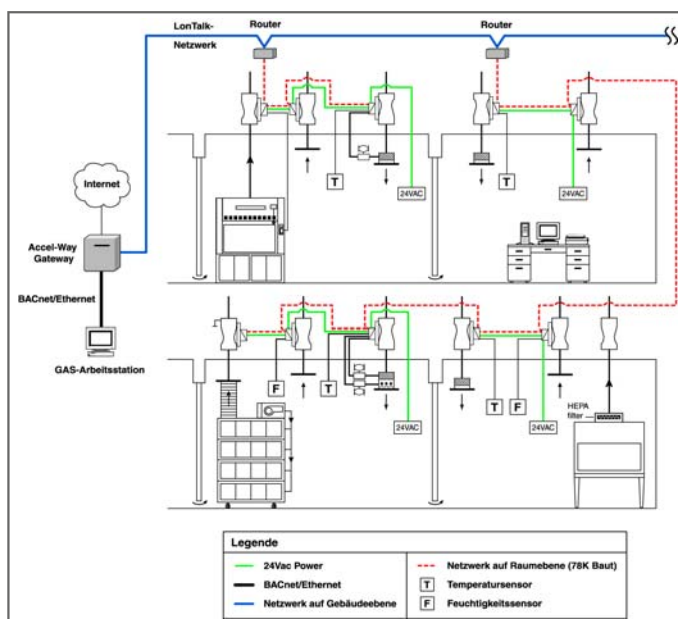 LonTalk-
Netzwerk
Router
Router
Internet
Accel-Way
Gateway
BACnet/Ethernet
GAS-Arbeitsstation
T
24VAC
T
24VAC
F
T
24VAC
T
F
24VAC
HEPA
filter
Legende
24Vac Power
BACnet/Ethernet
Netzwerk auf Gebäudeebene
Netzwerk auf Raumebene (78K Baut)
T
Temperatursensor
F
Feuchtigkeitssensor